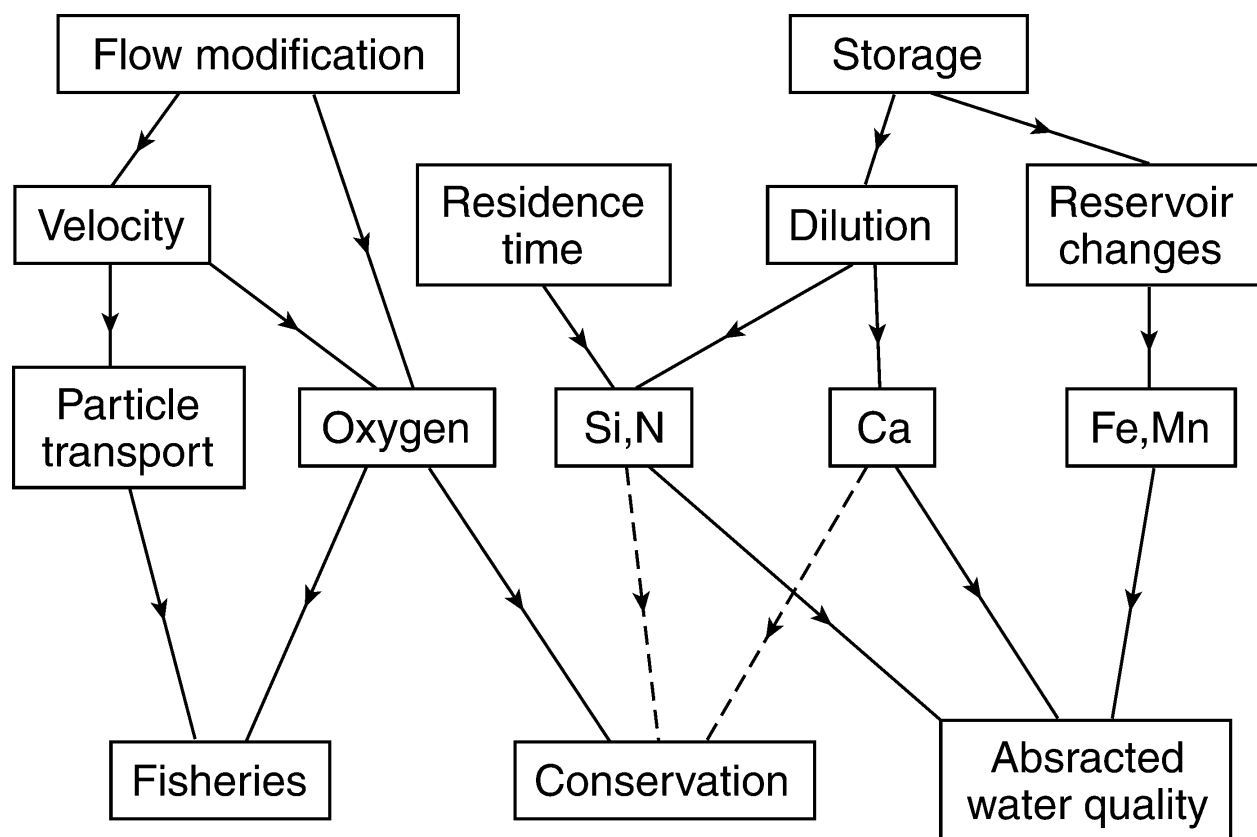 Flow modification
Storage
Velocity
Residence
time
Dilution
Reservoir
changes
Particle
transport
Oxygen
Si,N
Ca
Fe,Mn
Fisheries
Conservation
Absracted
water quality